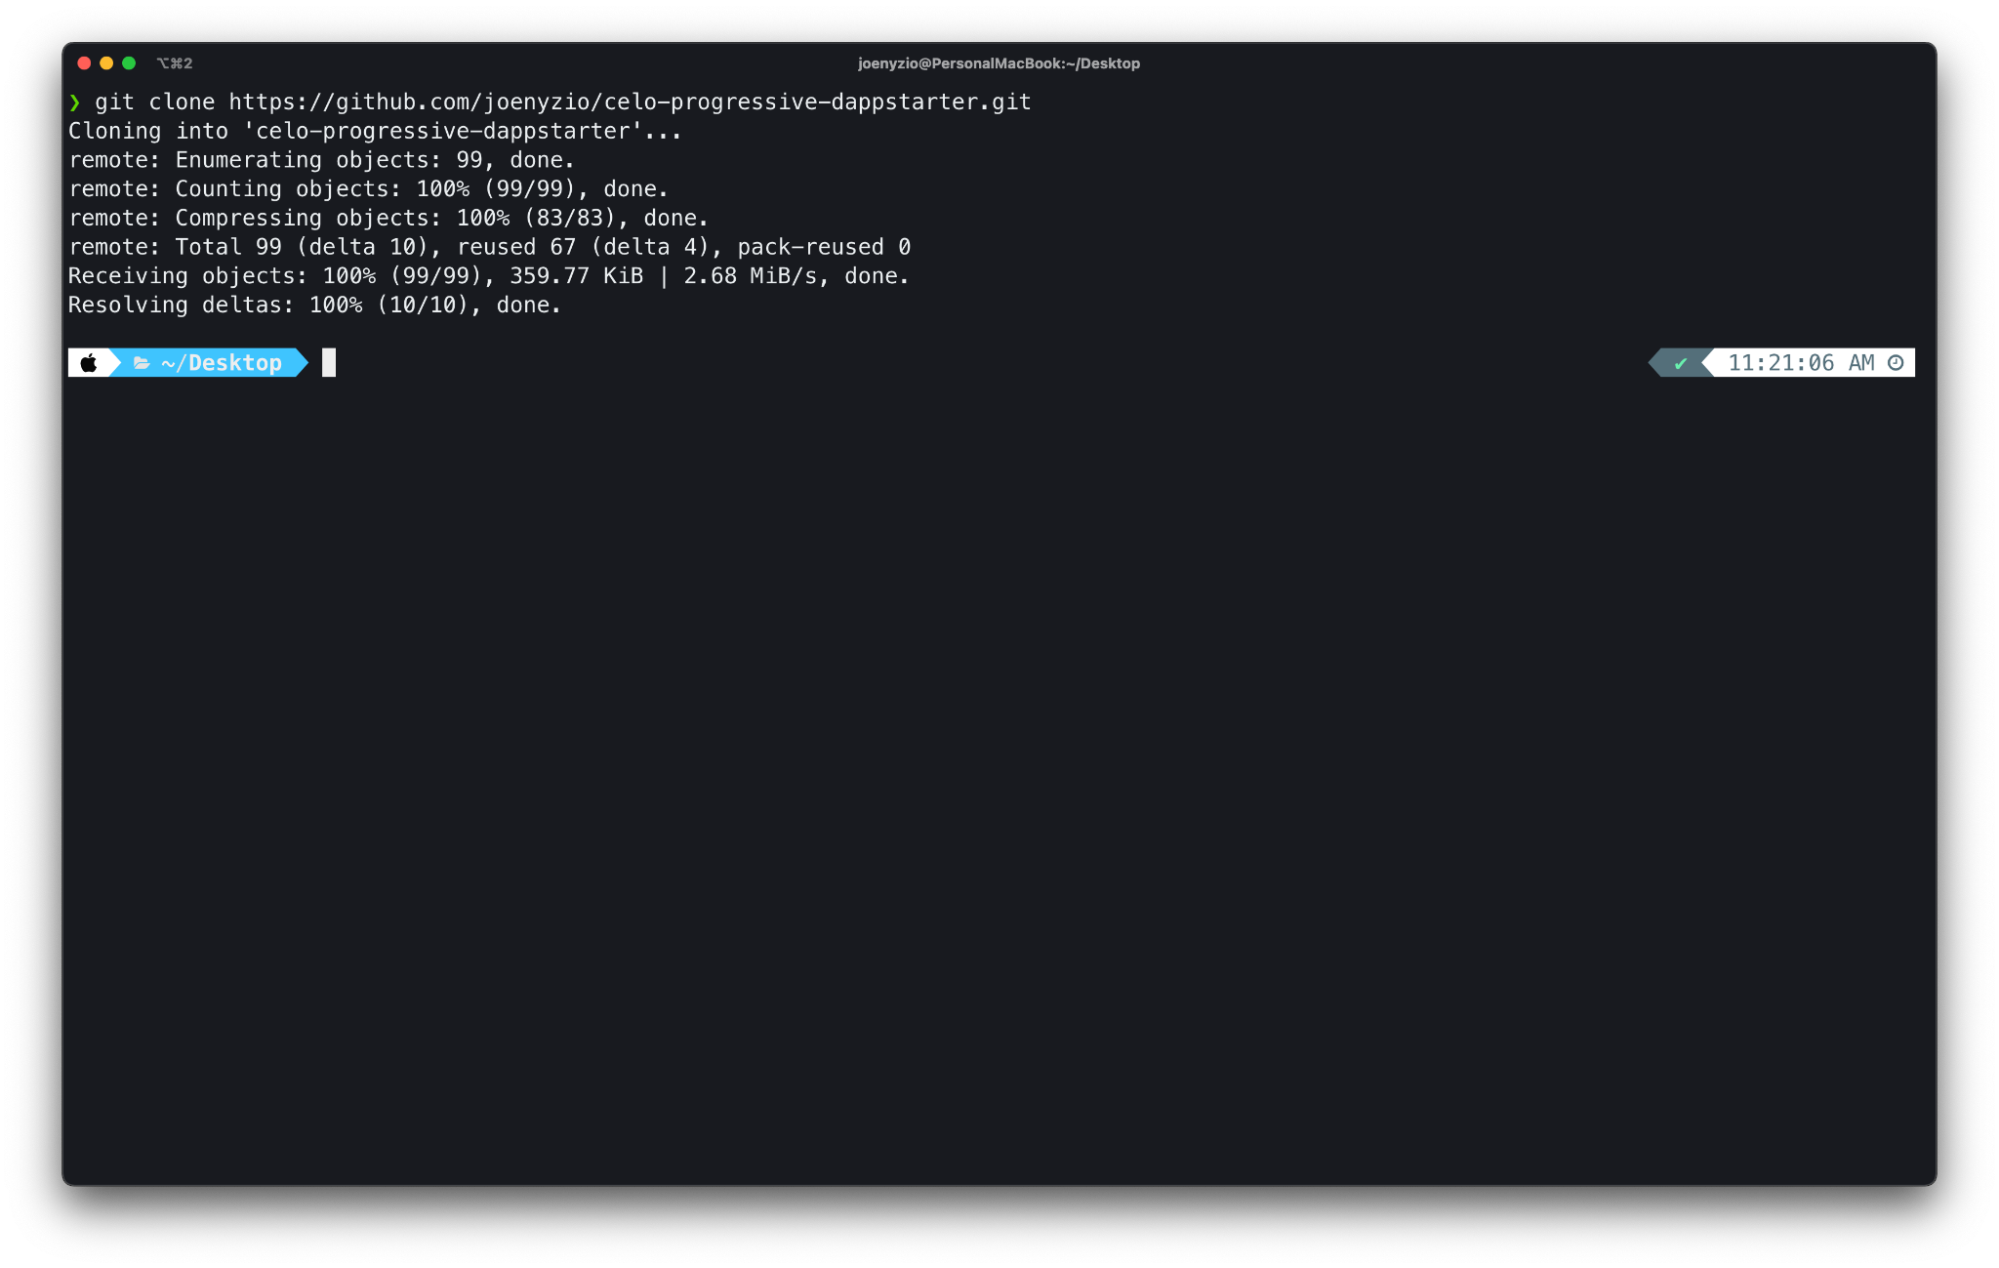 ⌥⌘2
joenyzio@PersonalMacBook:~/Desktop
❯ git clone https://github.com/joenyzio/celo-progressive-dappstarter.git
Cloning into 'celo-progressive-dappstarter'...
remote: Enumerating objects: 99, done.
remote: Counting objects: 100% (99/99), done.
remote: Compressing objects: 100% (83/83), done.
remote: Total 99 (delta 10), reused 67 (delta 4), pack-reused 0
Receiving objects: 100% (99/99), 359.77 KiB | 2.68 MiB/s, done.
Resolving deltas: 100% (10/10), done.
~/Desktop
✔ 11:21:06 AM